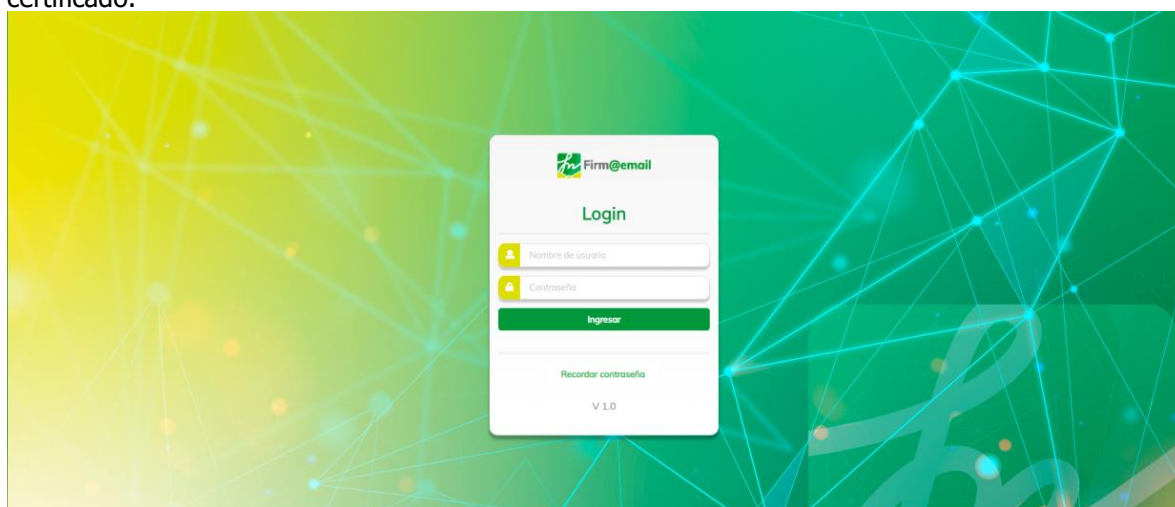 certificado.
Firm@email
Login
Nombre de usuario
Contraseña
Ingresar
Recordar contraseña
V 1.0